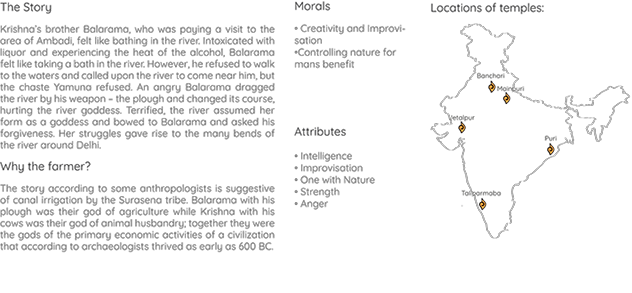 The Story
Krishna's brother Balarama, who was paying a visit to the
area of Ambadi, felt like bathing in the river. Intoxicated with
liquor and experiencing the heat of the alcohol, Balarama
felt like taking a bath in the river. However, he refused to walk
to the waters and called upon the river to come near him, but
the chaste Yamuna refused. An angry Balarama dragged
the river by his weapon – the plough and changed its course,
hurting the river goddess. Terrified, the river assumed her
form as a goddess and bowed to Balarama and asked his
forgiveness. Her struggles gave rise to the many bends of
the river around Delhi.
Why the farmer?
The story according to some anthropologists is suggestive
of canal irrigation by the Surasena tribe. Balarama with his
plough was their god of agriculture while Krishna with his
cows was their god of animal husbandry; together they were
the gods of the primary economic activities of a civilization
that according to archaeologists thrived as early as 600 BC.
Morals
• Creativity and Improvi-
sation
•Controlling nature for
mans benefit
Attributes
• Intelligence
• Improvisation
• One with Nature
• Strength
• Anger
Locations of temples:
Banchari
Mainpuri
Jetalpur
Puri